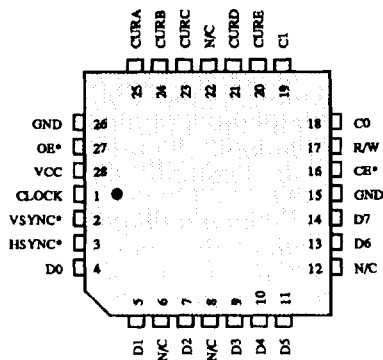 CURA CURB CURC N/C CURD CURE C1
25 24 23 22 21 20 19
GND 26 18 C0
OE* 27 17 R/W
VCC 28 16 CE*
CLOCK 1 15 GND
VSYNC* 2 14 D7
HSYNC* 3 13 D6
D0 4 12 N/C
5 6 7 8 9 10 11
D1 N/C D2 N/C D3 D4 D5